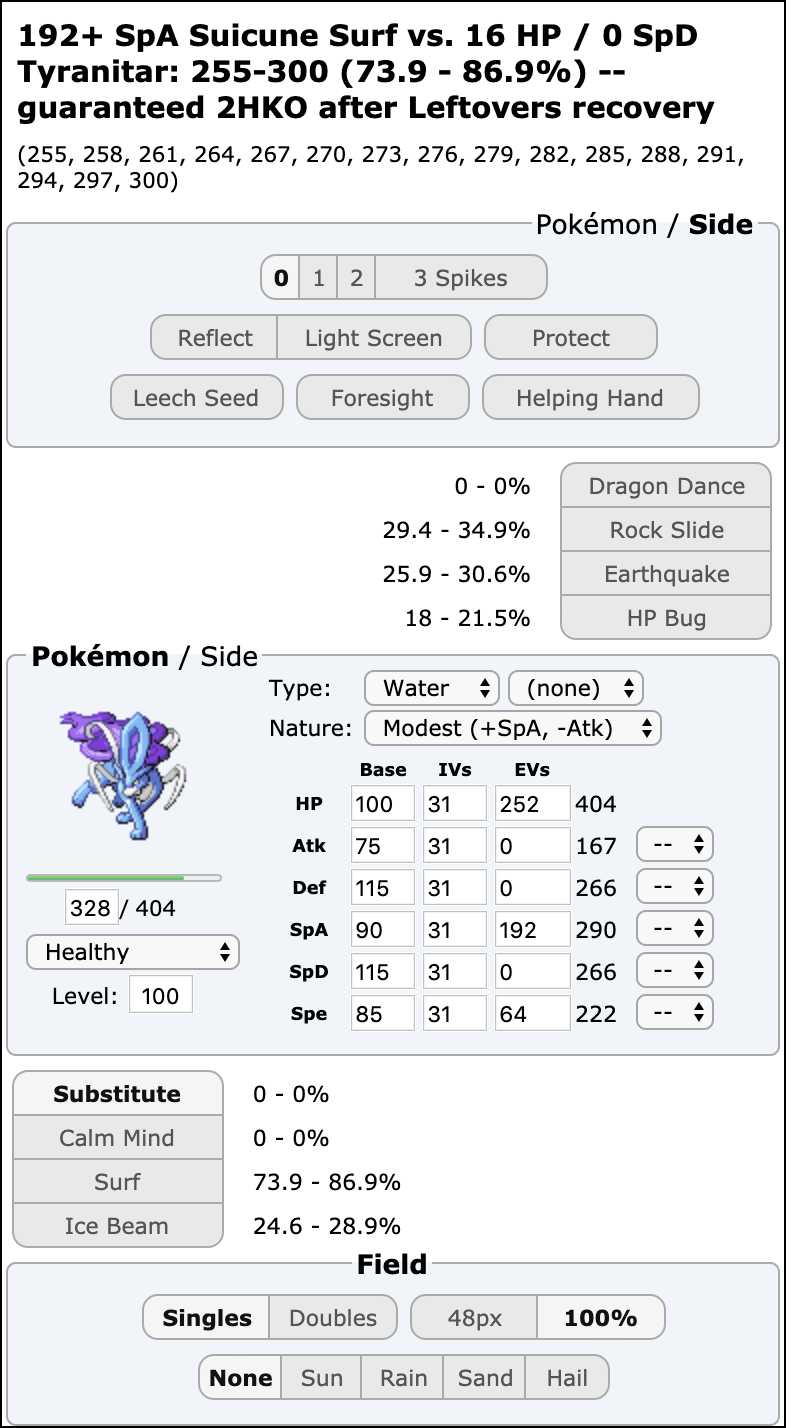 192+ SpA Suicune Surf vs. 16 HP / 0 SpD
Tyranitar: 255-300 (73.9 - 86.9%) --
guaranteed 2HKO after Leftovers recovery
(255, 258, 261, 264, 267, 270, 273, 276, 279, 282, 285, 288, 291,
294, 297, 300)
Pokémon / Side
0 1 2 3 Spikes
Reflect Light Screen Protect
Leech Seed Foresight Helping Hand
0 - 0% Dragon Dance
29.4 - 34.9% Rock Slide
25.9 - 30.6% Earthquake
18 - 21.5% HP Bug
Pokémon / Side
Type: Water (none)
Nature: Modest (+SpA, -Atk)
Base IVs EVs
HP 100 31 252 404
Atk 75 31 0 167 --
Def 115 31 0 266 --
SpA 90 31 192 290 --
SpD 115 31 0 266 --
Spe 85 31 64 222 --
328 / 404
Healthy
Level: 100
Substitute 0 - 0%
Calm Mind 0 - 0%
Surf 73.9 - 86.9%
Ice Beam 24.6 - 28.9%
Field
Singles Doubles 48px 100%
None Sun Rain Sand Hail